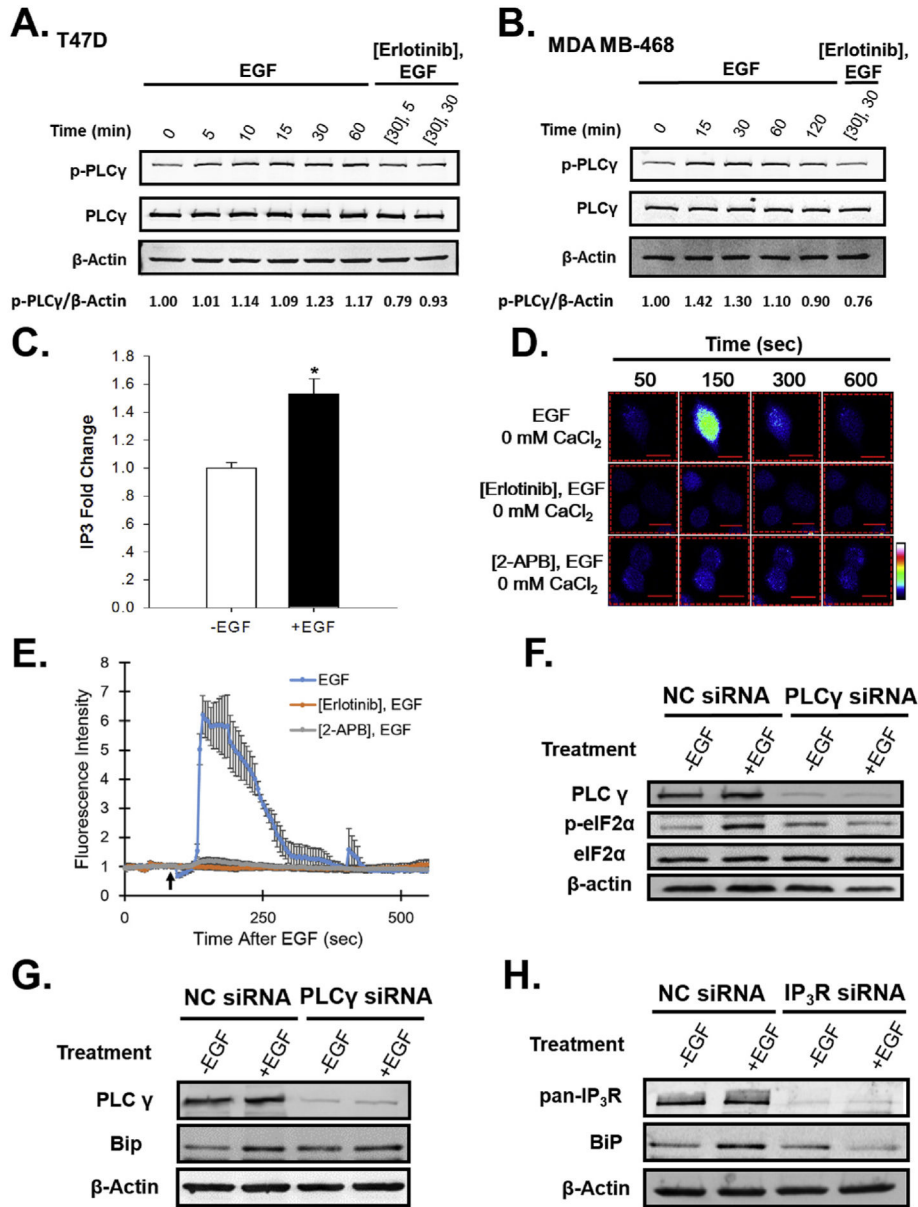 A.
T47D
EGF
[Erlotinib],
EGF
Time (min)
0
5
10
15
30
60
[30], 5
[30], 30
p-PLCγ
PLCγ
β-Actin
p-PLCγ/β-Actin 1.00 1.01 1.14 1.09 1.23 1.17 0.79 0.93
B.
MDA MB-468
EGF
[Erlotinib],
EGF
Time (min)
0
15
30
60
120
[30], 30
p-PLCγ
PLCγ
β-Actin
p-PLCγ/β-Actin 1.00 1.42 1.30 1.10 0.90 0.76
C.
IP3 Fold Change
1.8
1.6
1.4
1.2
1.0
.8
.6
.4
.2
0.0
*
-EGF
+EGF
D.
Time (sec)
50 150 300 600
EGF
0 mM CaCl₂
[Erlotinib], EGF
0 mM CaCl₂
[2-APB], EGF
0 mM CaCl₂
E.
Fluorescence Intensity
8
7
6
5
4
3
2
1
0
EGF
[Erlotinib], EGF
[2-APB], EGF
0 250 500
Time After EGF (sec)
F.
NC siRNA PLCγ siRNA
Treatment
-EGF
+EGF
-EGF
+EGF
PLC γ
p-eIF2α
eIF2α
β-actin
G.
NC siRNA PLCγ siRNA
Treatment
-EGF
+EGF
-EGF
+EGF
PLC γ
Bip
β-Actin
H.
NC siRNA IP₃R siRNA
Treatment
-EGF
+EGF
-EGF
+EGF
pan-IP₃R
BiP
β-Actin